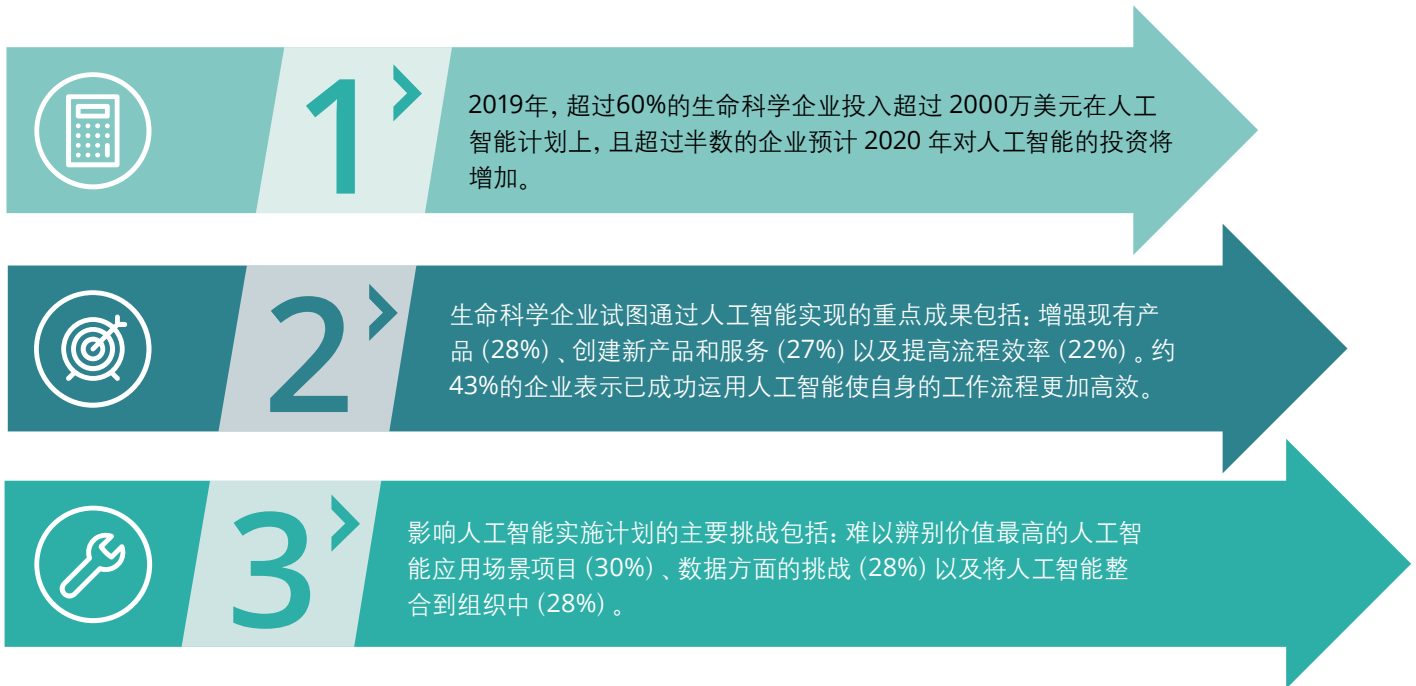 1
2019年，超过60%的生命科学企业投入超过 2000万美元在人工
智能计划上，且超过半数的企业预计 2020 年对人工智能的投资将
增加。
2
生命科学企业试图通过人工智能实现的重点成果包括：增强现有产
品（28%）、创建新产品和服务（27%）以及提高流程效率（22%）。约
43%的企业表示已成功运用人工智能使自身的工作流程更加高效。
3
影响人工智能实施计划的主要挑战包括：难以辨别价值最高的人工智
能应用场景项目（30%）、数据方面的挑战（28%）以及将人工智能整
合到组织中（28%）。